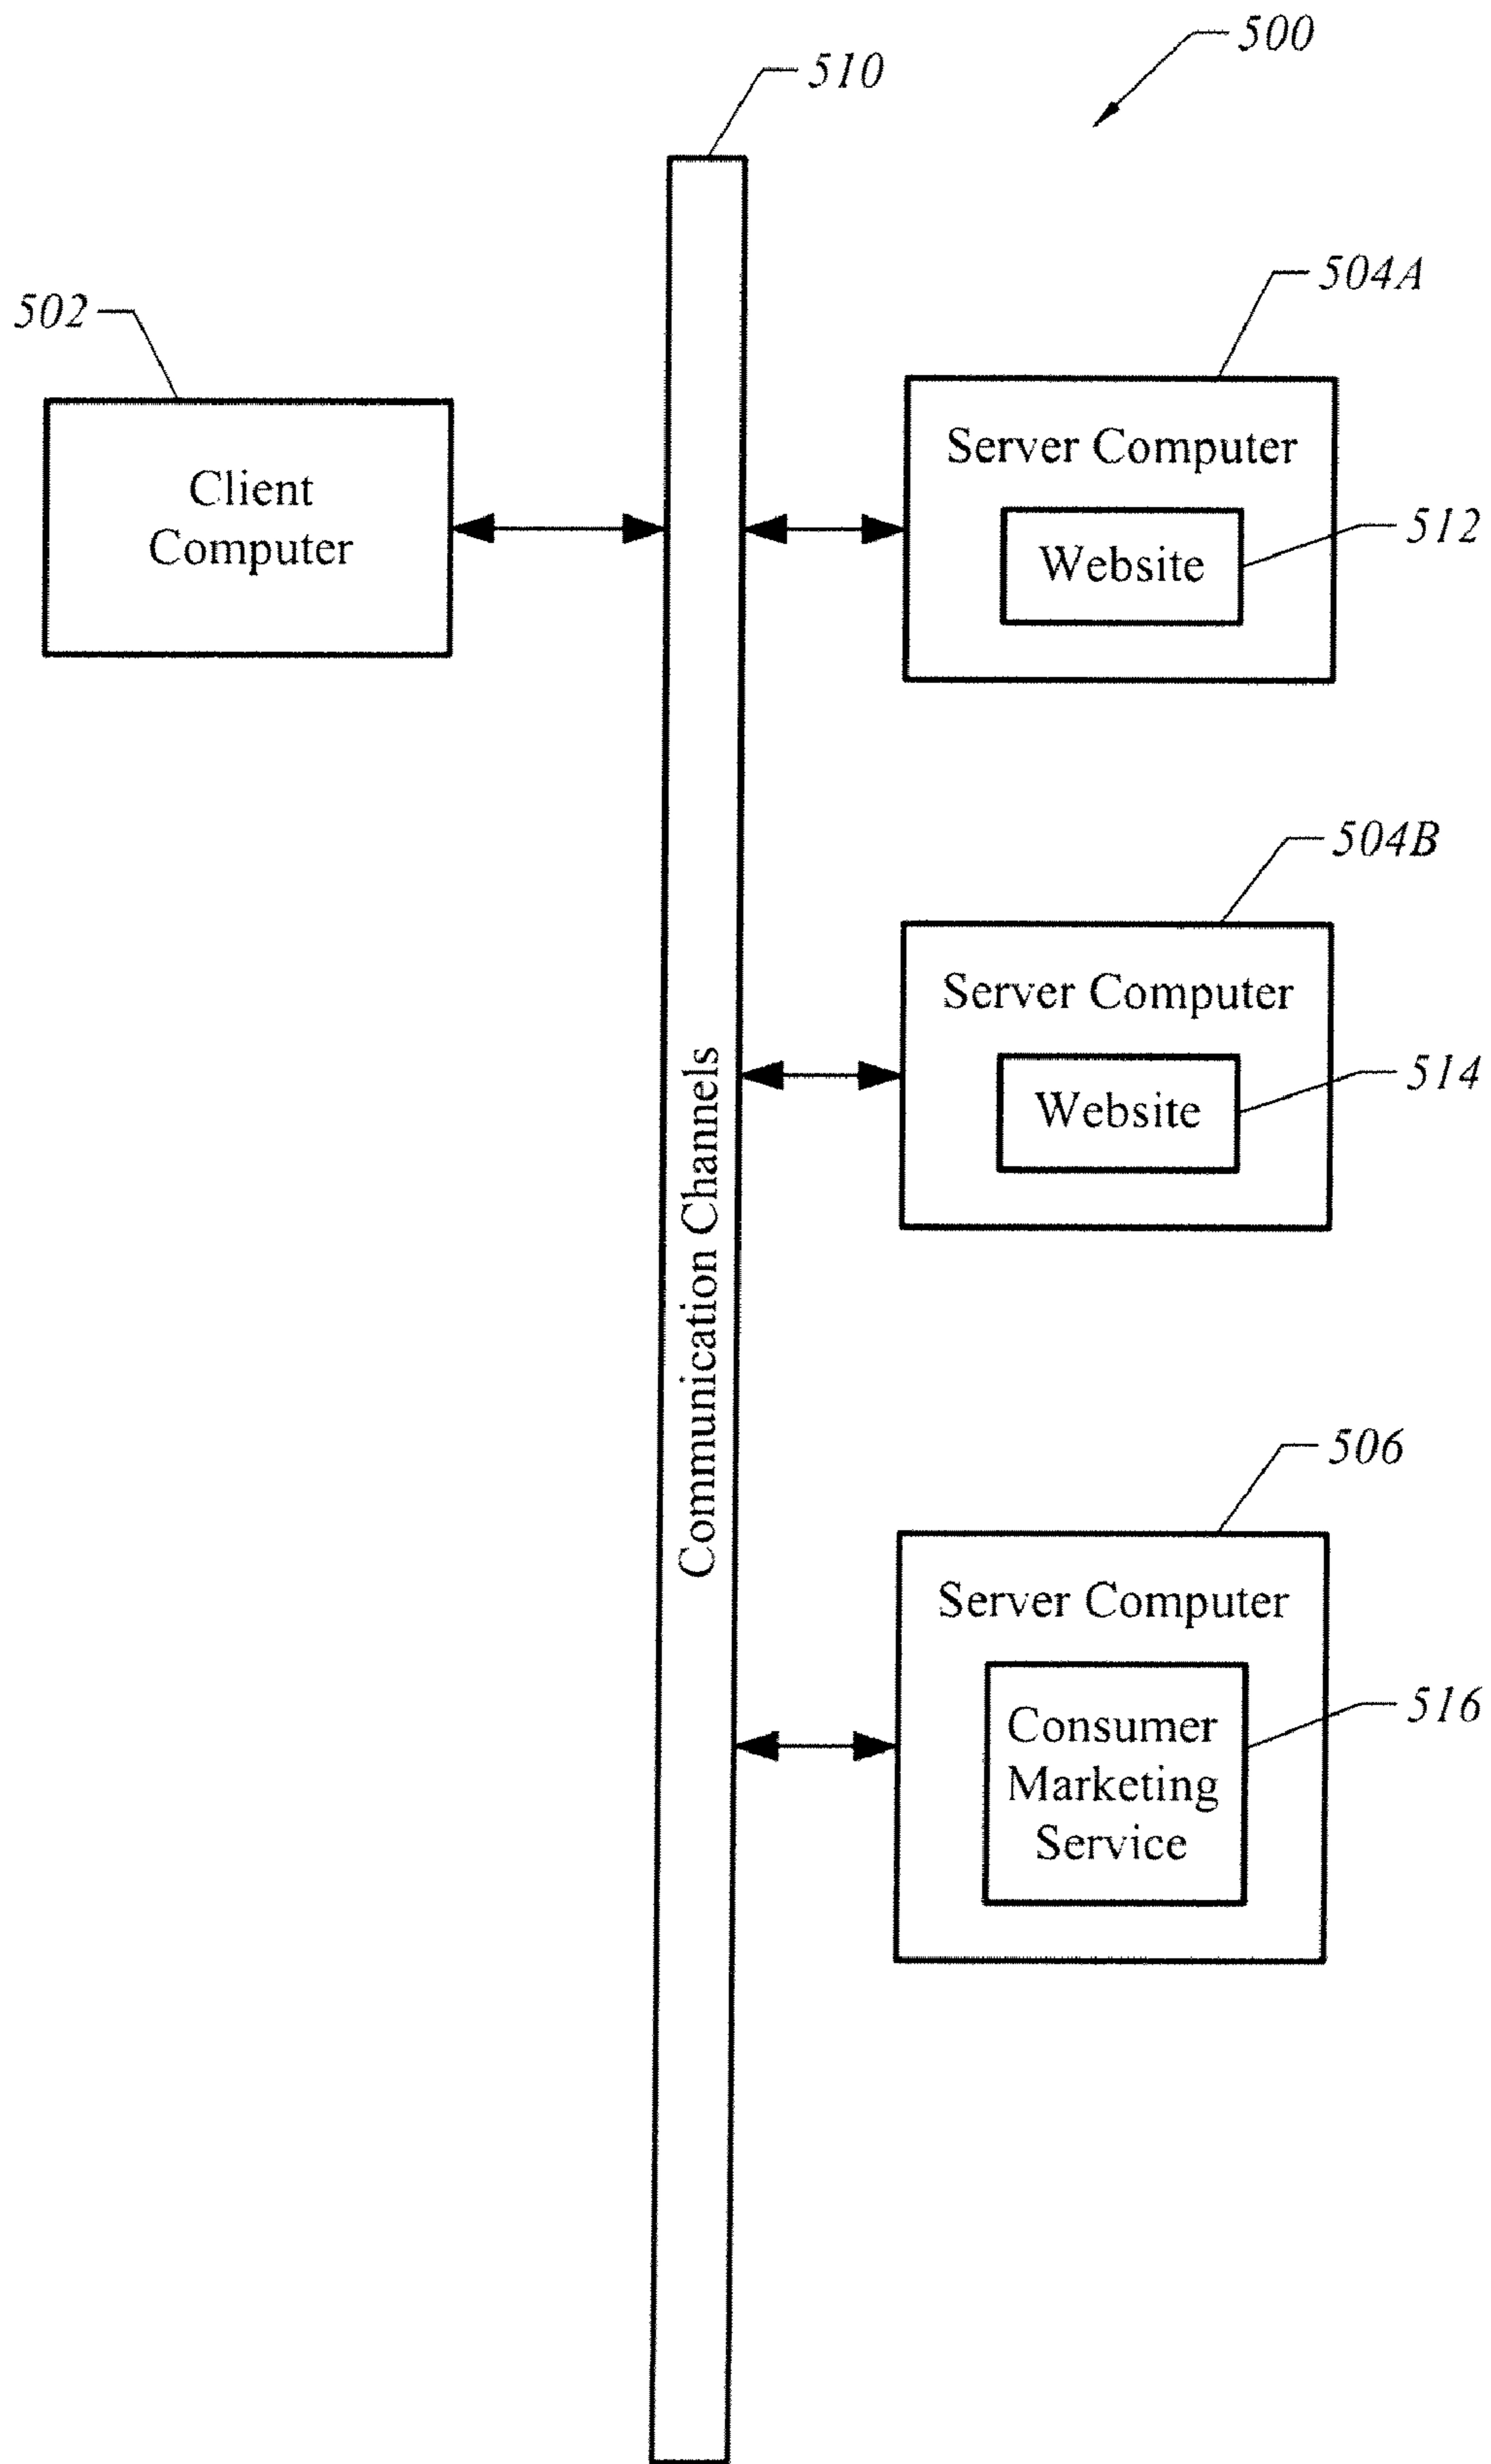 500
510
504A
502
Server Computer
Client
Computer
Website
512
504B
Server Computer
Website
514
Communication Channels
506
Server Computer
Consumer
Marketing
Service
516